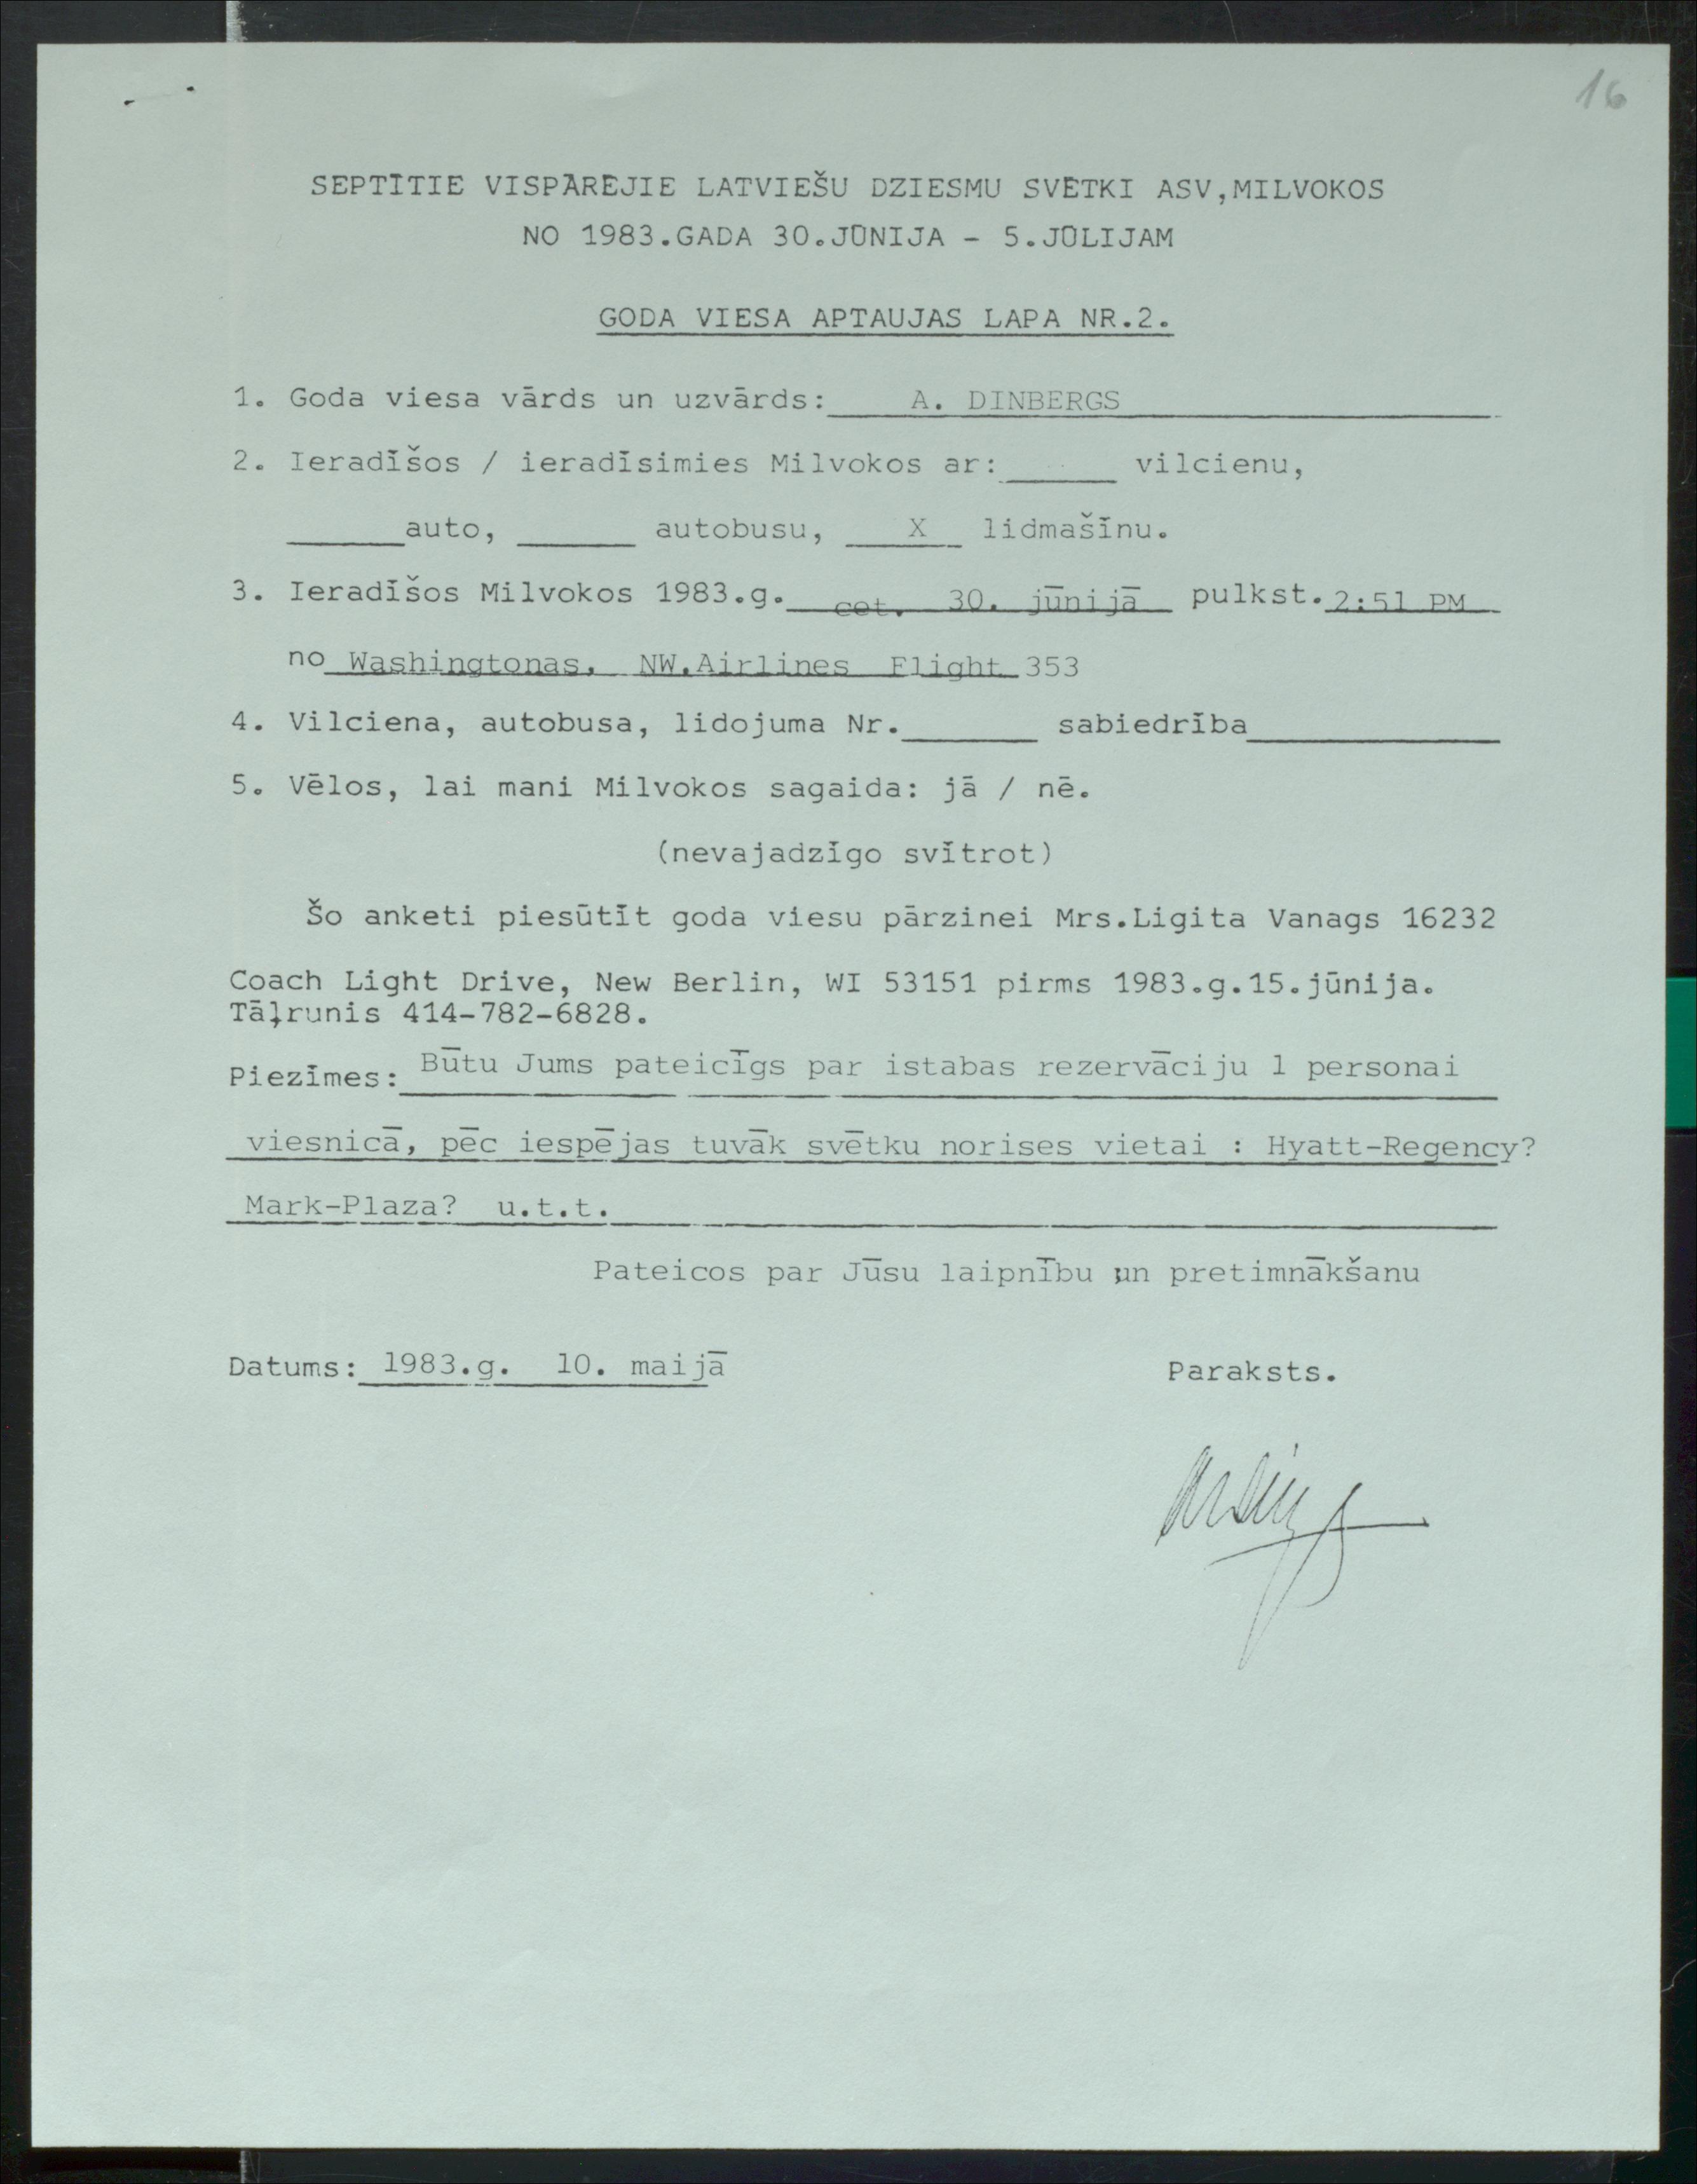 16
SEPTĪTIE VISPĀRĒJIE LATVIEŠU DZIESMU SVĒTKI ASV,MILVOKOS
NO 1983.GADA 30.JŪNIJA - 5.JŪLIJAM
GODA VIESA APTAUJAS LAPA NR.2.
1. Goda viesa vārds un uzvārds: A. DINBERGS
2. Ieradīšos / ieradīsimies Milvokos ar:______ vilcienu,
______auto, ______ autobusu, X lidmašīnu.
3. Ieradīšos Milvokos 1983.g. cet. 30. jūnijā pulkst. 2:51 PM
no Washingtonas, NW.Airlines Flight 353
4. Vilciena, autobusa, lidojuma Nr._______ sabiedrība_____________
5. Vēlos, lai mani Milvokos sagaida: jā / nē.
(nevajadzīgo svītrot)
Šo anketi piesūtīt goda viesu pārzinei Mrs.Ligita Vanags 16232
Coach Light Drive, New Berlin, WI 53151 pirms 1983.g.15.jūnija.
Tāļrunis 414-782-6828.
Piezīmes: Būtu Jums pateicīgs par istabas rezervāciju 1 personai
viesnicā, pēc iespējas tuvāk svētku norises vietai : Hyatt-Regency?
Mark-Plaza? u.t.t.
Pateicos par Jūsu laipnību un pretimnākšanu
Datums: 1983.g. 10. maijā Paraksts.